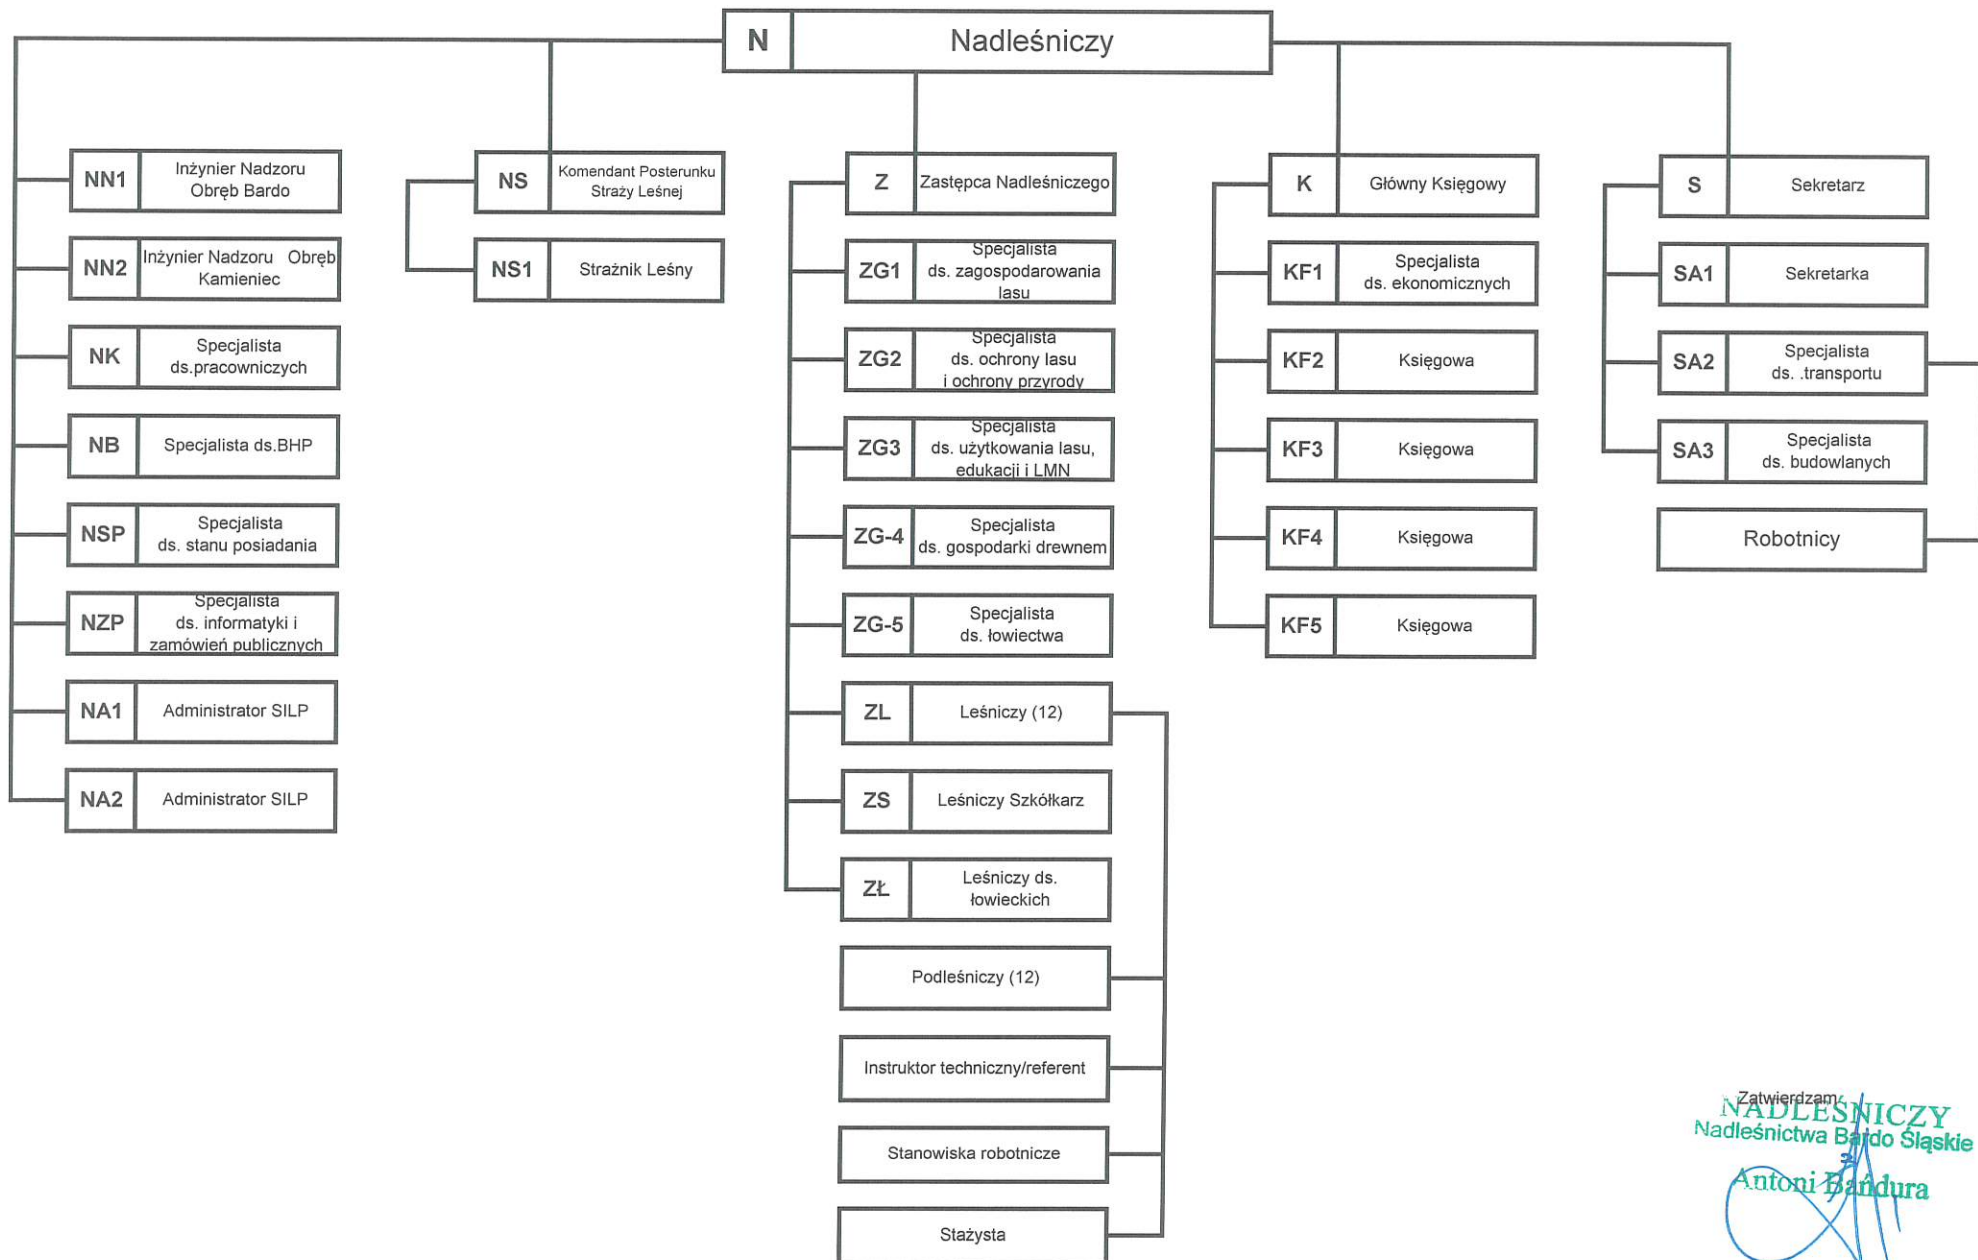 N
Nadleśniczy
NN1
Inżynier Nadzoru
Obręb Bardo
NN2
Inżynier Nadzoru Obręb
Kamieniec
NK
Specjalista
ds.pracowniczych
NB
Specjalista ds.BHP
NSP
Specjalista
ds. stanu posiadania
NZP
Specjalista
ds. informatyki i
zamówień publicznych
NA1
Administrator SILP
NA2
Administrator SILP
NS
Komendant Posterunku
Straży Leśnej
NS1
Strażnik Leśny
Z
Zastępca Nadleśniczego
ZG1
Specjalista
ds. zagospodarowania
lasu
ZG2
Specjalista
ds. ochrony lasu
i ochrony przyrody
ZG3
Specjalista
ds. użytkowania lasu,
edukacji i LMN
ZG-4
Specjalista
ds. gospodarki drewnem
ZG-5
Specjalista
ds. łowiectwa
ZL
Leśniczy (12)
ZS
Leśniczy Szkółkarz
ZŁ
Leśniczy ds.
łowieckich
Podleśniczy (12)
Instruktor techniczny/referent
Stanowiska robotnicze
Stażysta
K
Główny Księgowy
KF1
Specjalista
ds. ekonomicznych
KF2
Księgowa
KF3
Księgowa
KF4
Księgowa
KF5
Księgowa
S
Sekretarz
SA1
Sekretarka
SA2
Specjalista
ds. .transportu
SA3
Specjalista
ds. budowlanych
Robotnicy
Zatwierdzam
NADLEŚNICZY
Nadleśnictwa Bardo Śląskie
Antoni Bańdura